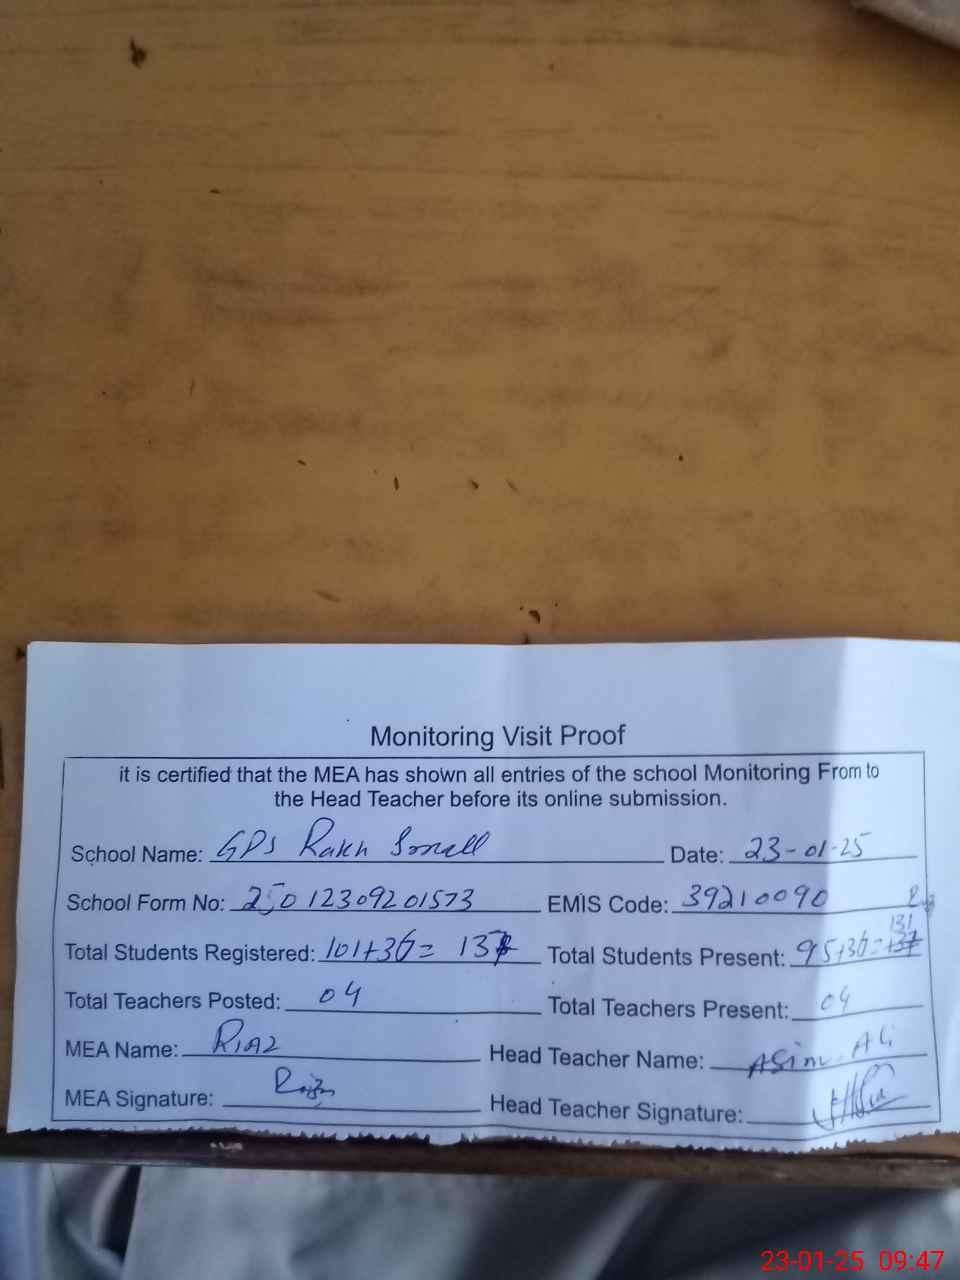 Monitoring Visit Proof
it is certified that the MEA has shown all entries of the school Monitoring From to
the Head Teacher before its online submission.
School Name: GPS Rakh Small Date: 23-01-25
School Form No: 25012309201573 EMIS Code: 39210090
Total Students Registered: 101+36= 137 Total Students Present: 95+36= 131
Total Teachers Posted: 04 Total Teachers Present: 04
MEA Name: RIAZ Head Teacher Name: ASim Ali
MEA Signature: Head Teacher Signature:
23-01-25 09:47